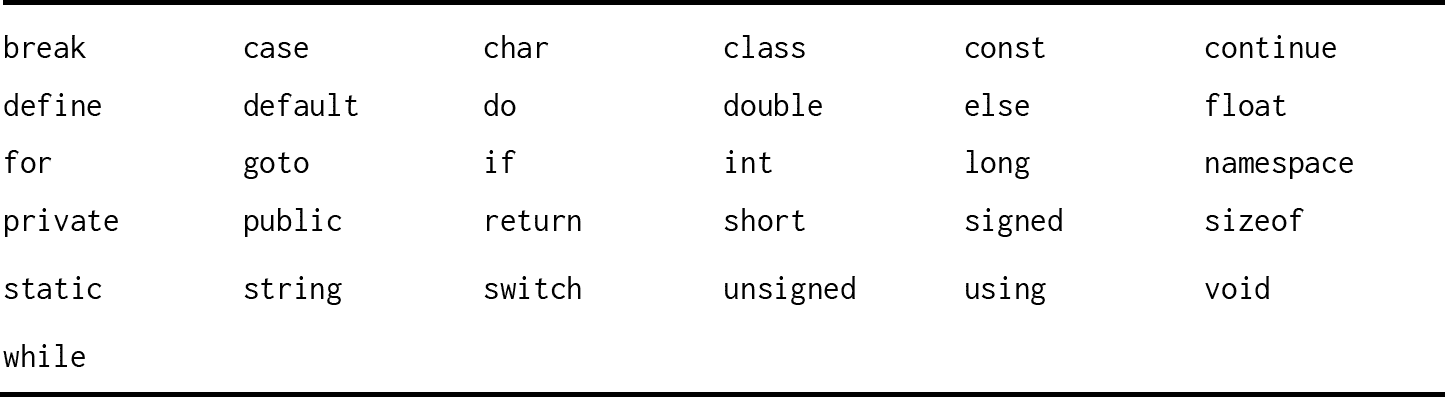 break case char class const continue
define default do double else float
for goto if int long namespace
private public return short signed sizeof
static string switch unsigned using void
while